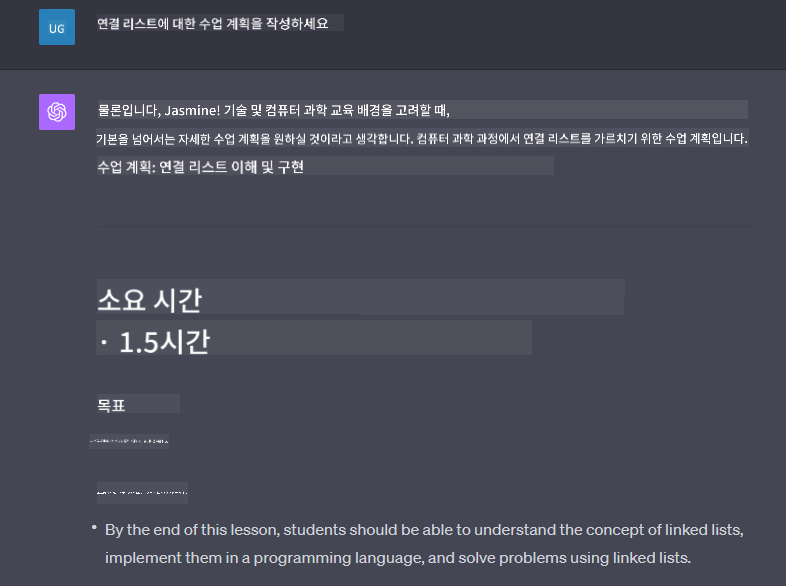 UG
연결 리스트에 대한 수업 계획을 작성하세요
물론입니다, Jasmine! 기술 및 컴퓨터 과학 교육 배경을 고려할 때,
기본을 넘어서는 자세한 수업 계획을 원하실 것이라고 생각합니다. 컴퓨터 과학 과정에서 연결 리스트를 가르치기 위한 수업 계획입니다.
수업 계획: 연결 리스트 이해 및 구현
소요 시간
· 1.5시간
목표
• By the end of this lesson, students should be able to understand the concept of linked lists,
implement them in a programming language, and solve problems using linked lists.